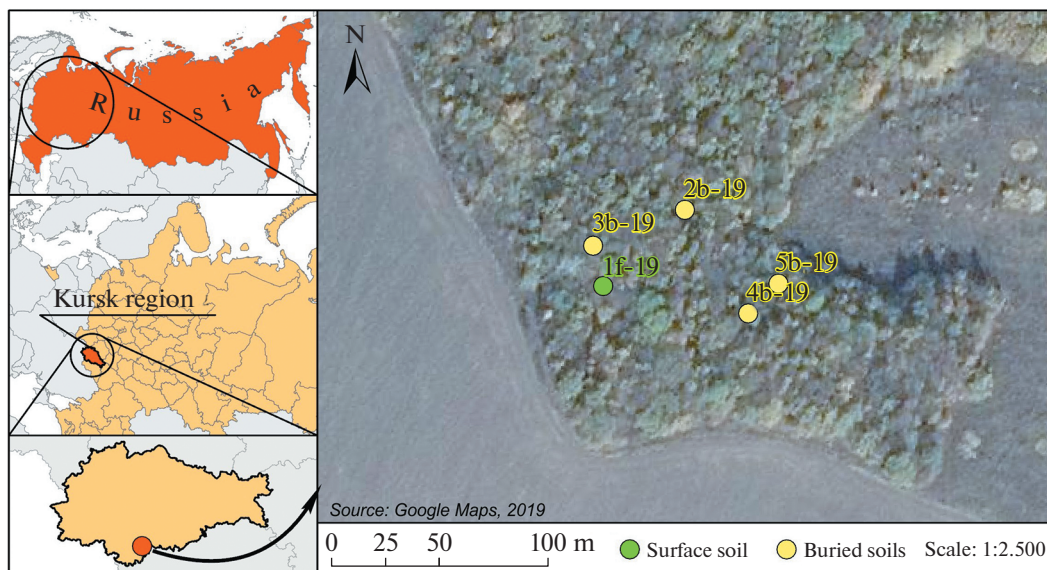 Russia
Kursk region
N
2b-19
3b-19
1f-19
5b-19
4b-19
Source: Google Maps, 2019
0 25 50 100 m
Surface soil Buried soils Scale: 1:2.500